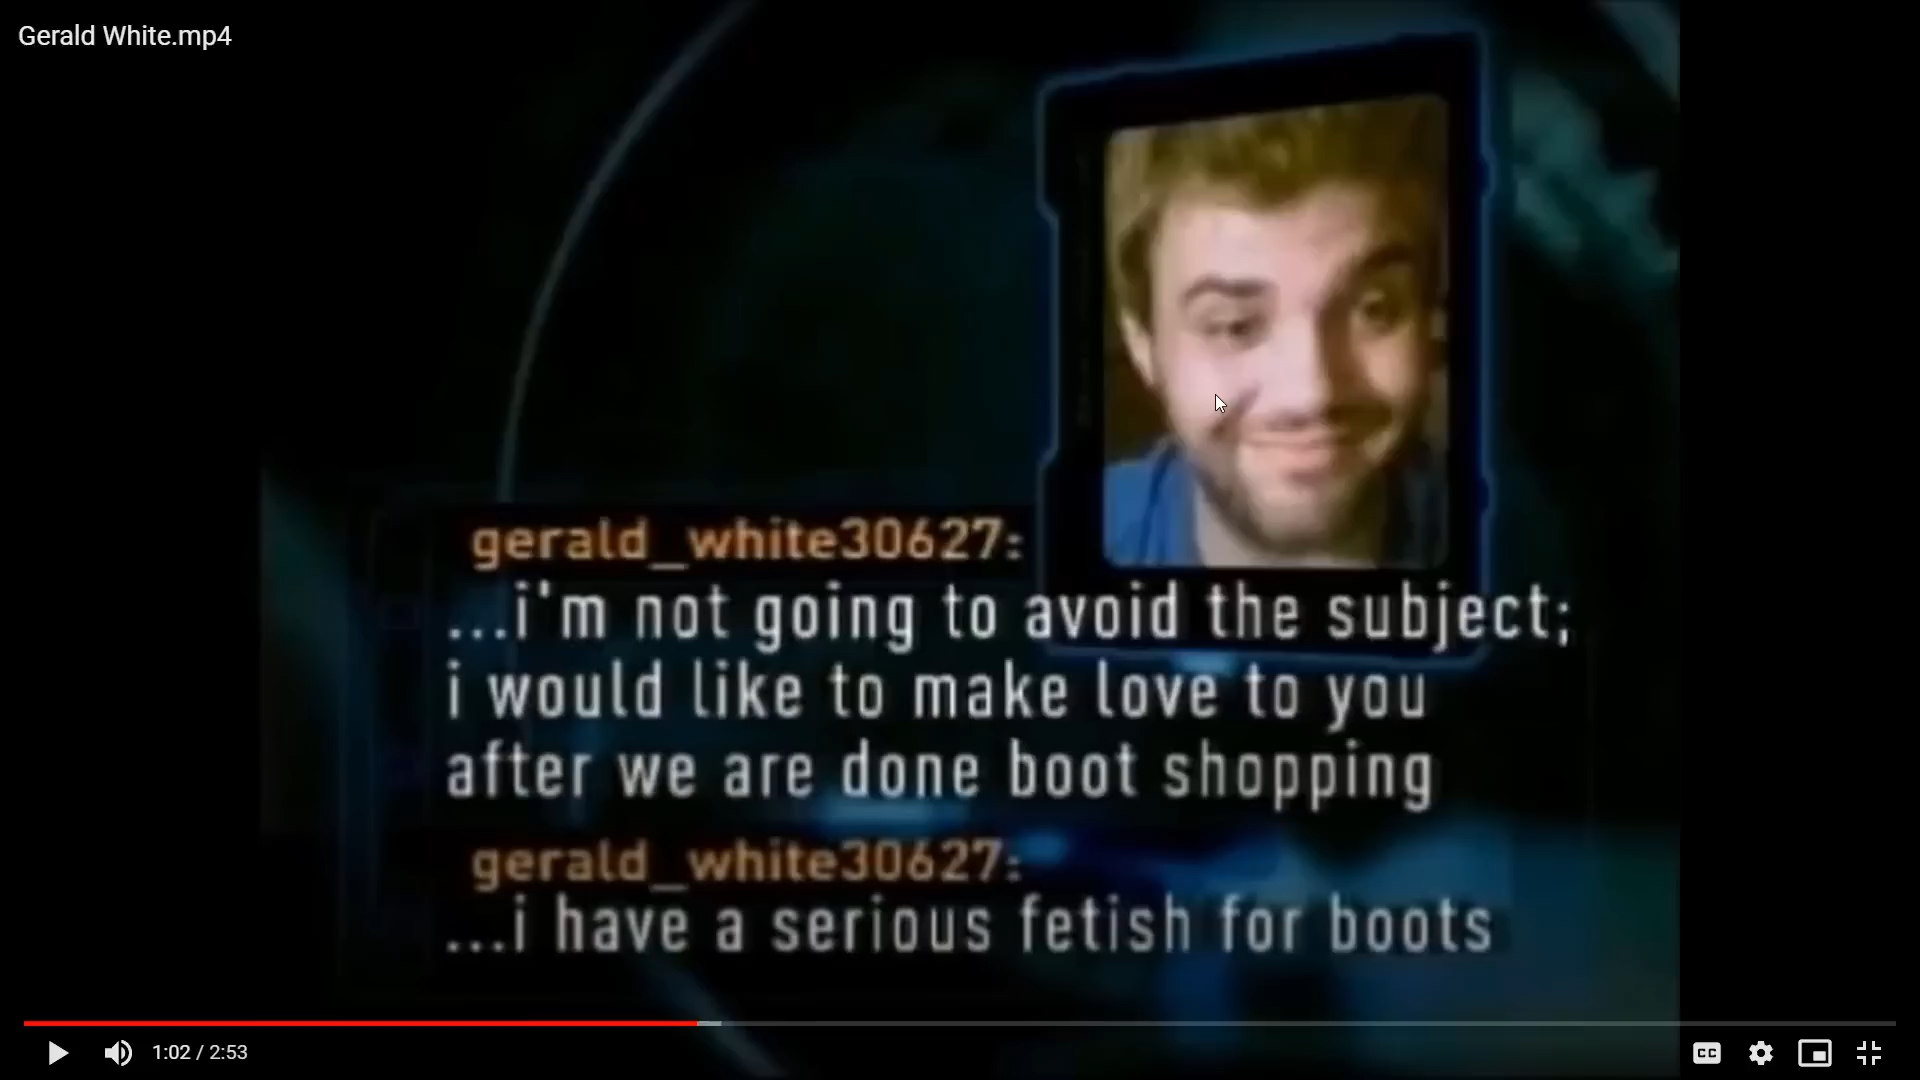 Gerald White.mp4
gerald_white30627:
...i'm not going to avoid the subject;
i would like to make love to you
after we are done boot shopping
gerald_white30627:
...i have a serious fetish for boots
1:02 / 2:53
CC